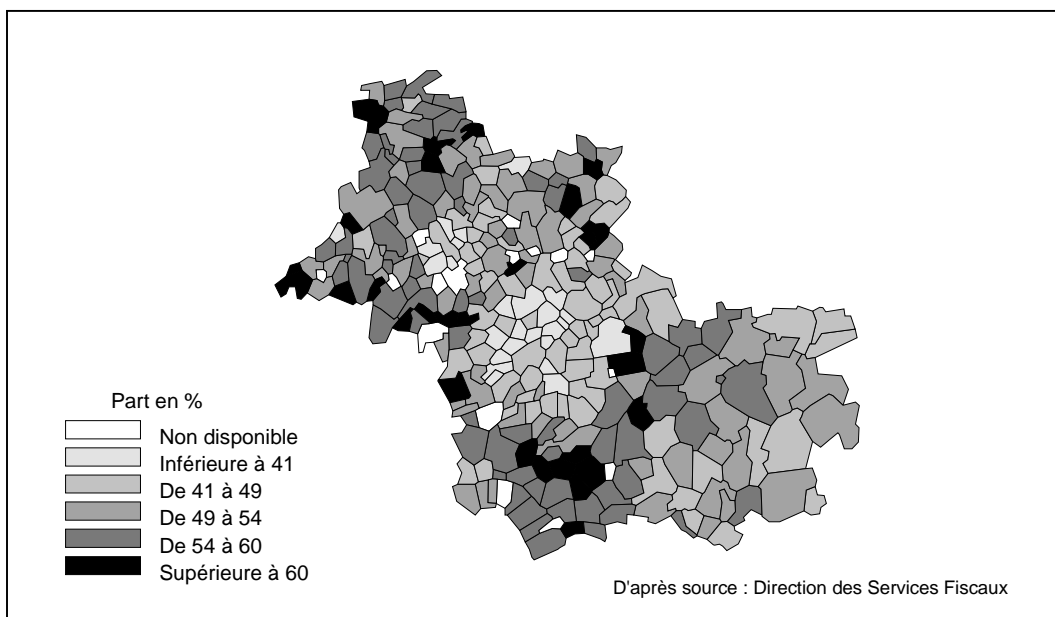 Part en %
Non disponible
Inférieure à 41
De 41 à 49
De 49 à 54
De 54 à 60
Supérieure à 60
D'après source : Direction des Services Fiscaux